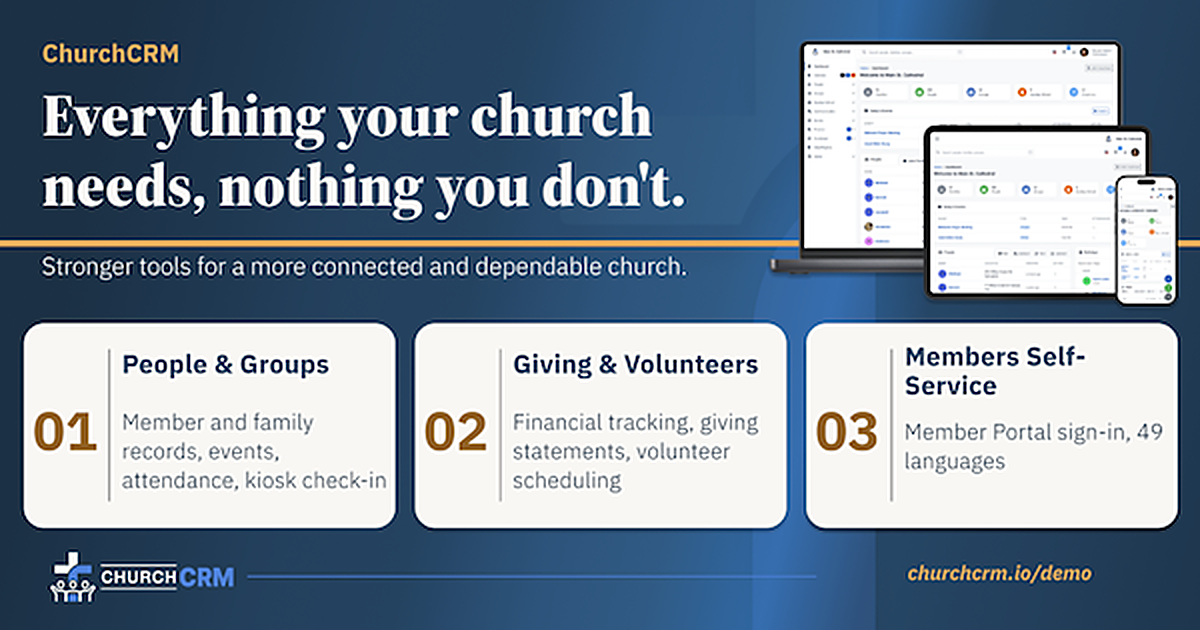 ChurchCRM
Everything your church
needs, nothing you don't.
Stronger tools for a more connected and dependable church.
01
People & Groups
Member and family
records, events,
attendance, kiosk check-in
02
Giving & Volunteers
Financial tracking, giving
statements, volunteer
scheduling
03
Members Self-
Service
Member Portal sign-in, 49
languages
CHURCHCRM
churchcrm.io/demo